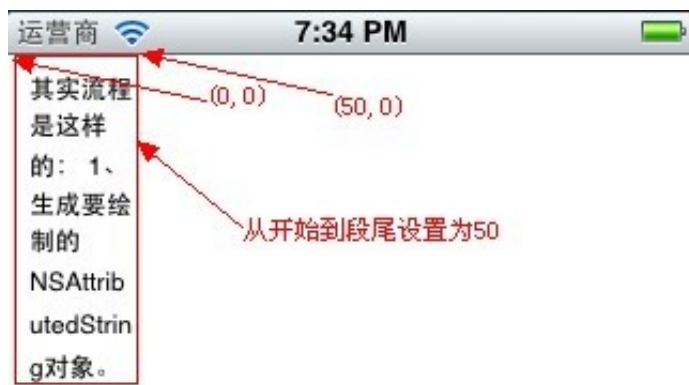 运营商 7:34 PM
(0, 0)
(50, 0)
其实流程
是这样
的： 1、
生成要绘
制的
NSAttrib
utedStrin
g对象。
从开始到段尾设置为50